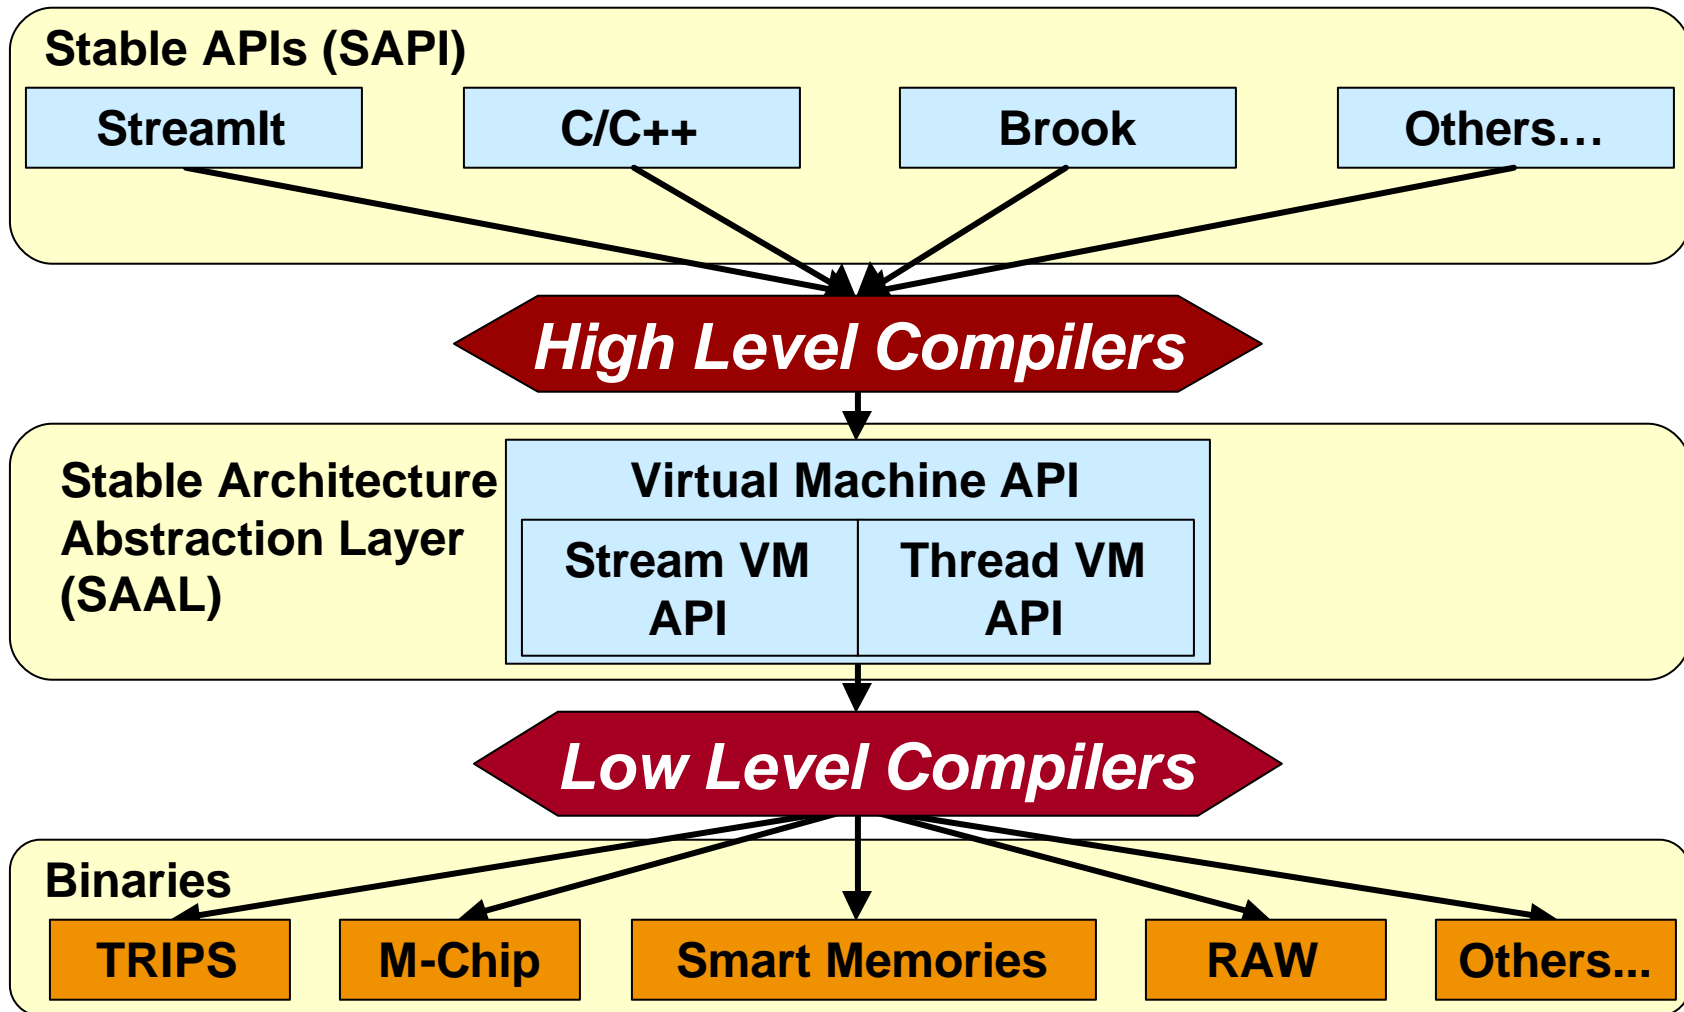 Stable APIs (SAPI)
StreamIt
C/C++
Brook
Others…
High Level Compilers
Stable Architecture
Abstraction Layer
(SAAL)
Virtual Machine API
Stream VM
API
Thread VM
API
Low Level Compilers
Binaries
TRIPS
M-Chip
Smart Memories
RAW
Others...